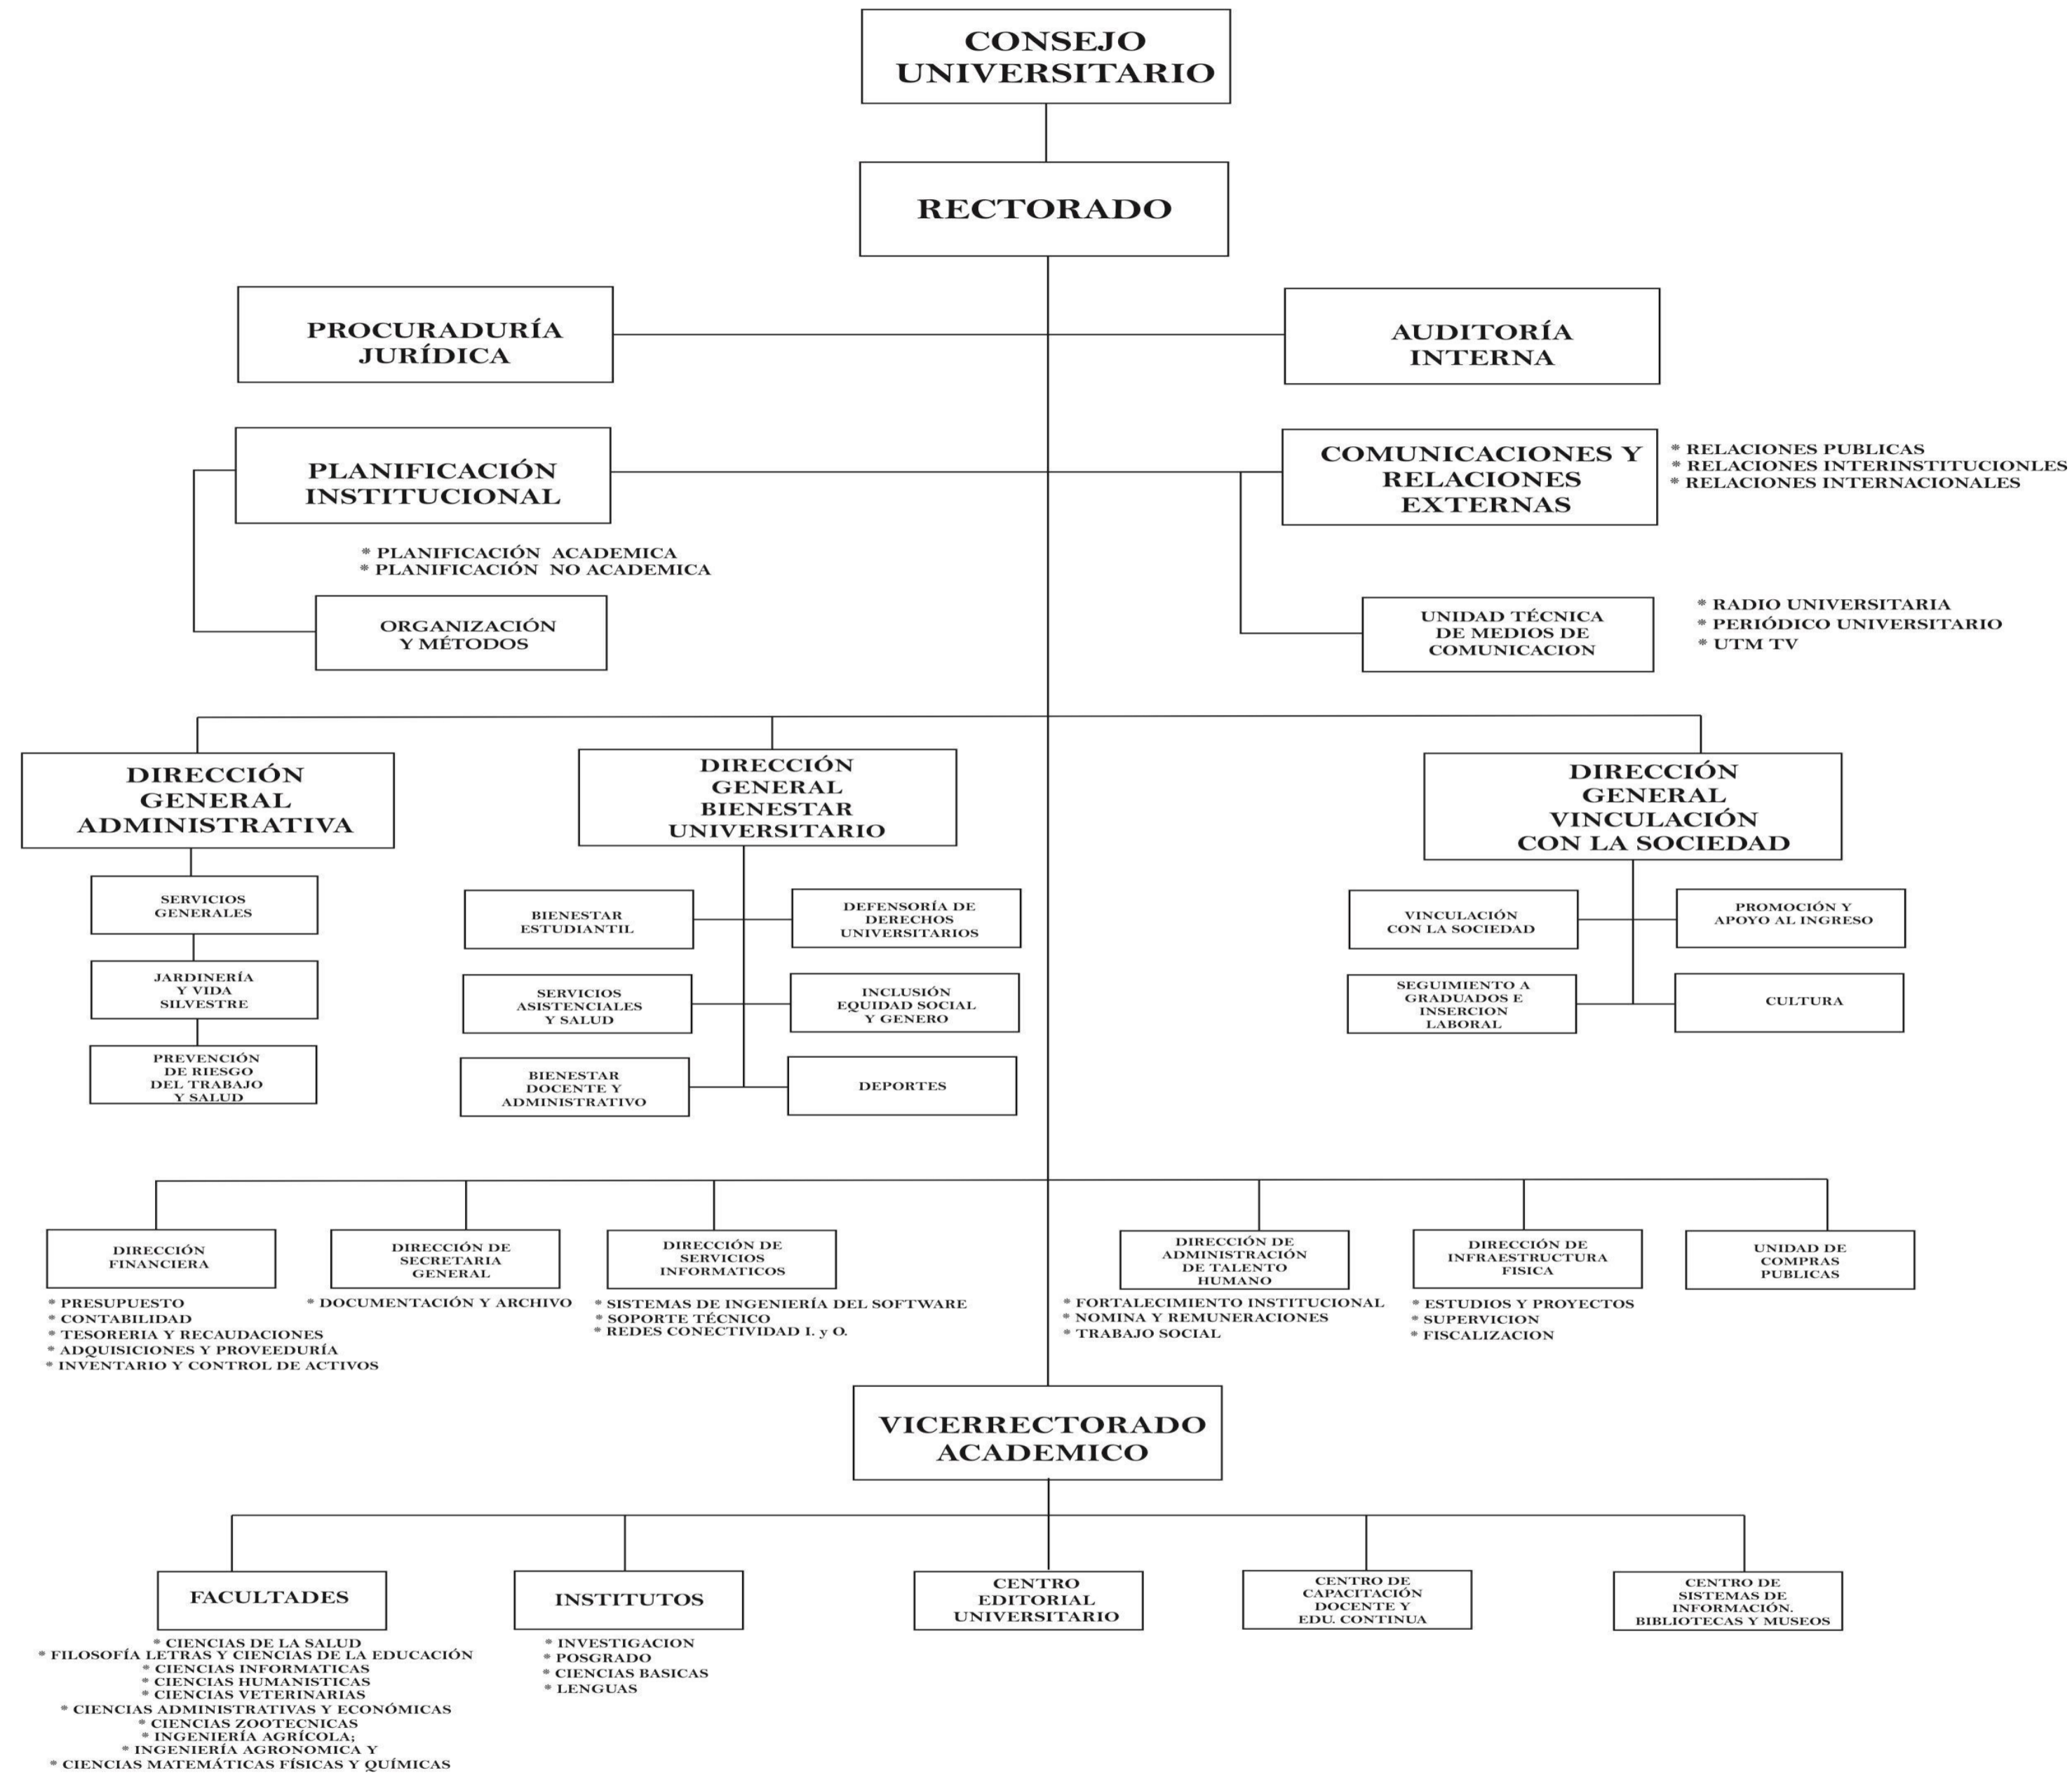 CONSEJO
UNIVERSITARIO
RECTORADO
PROCURADURÍA
JURÍDICA
AUDITORÍA
INTERNA
PLANIFICACIÓN
INSTITUCIONAL
* PLANIFICACIÓN ACADEMICA
* PLANIFICACIÓN NO ACADEMICA
ORGANIZACIÓN
Y MÉTODOS
COMUNICACIONES Y
RELACIONES
EXTERNAS
* RELACIONES PUBLICAS
* RELACIONES INTERINSTITUCIONLES
* RELACIONES INTERNACIONALES
UNIDAD TÉCNICA
DE MEDIOS DE
COMUNICACION
* RADIO UNIVERSITARIA
* PERIÓDICO UNIVERSITARIO
* UTM TV
DIRECCIÓN
GENERAL
ADMINISTRATIVA
SERVICIOS
GENERALES
JARDINERÍA
Y VIDA
SILVESTRE
PREVENCIÓN
DE RIESGO
DEL TRABAJO
Y SALUD
DIRECCIÓN
GENERAL
BIENESTAR
UNIVERSITARIO
BIENESTAR
ESTUDIANTIL
DEFENSORÍA DE
DERECHOS
UNIVERSITARIOS
SERVICIOS
ASISTENCIALES
Y SALUD
INCLUSIÓN
EQUIDAD SOCIAL
Y GENERO
BIENESTAR
DOCENTE Y
ADMINISTRATIVO
DEPORTES
DIRECCIÓN
GENERAL
VINCULACIÓN
CON LA SOCIEDAD
VINCULACIÓN
CON LA SOCIEDAD
PROMOCIÓN Y
APOYO AL INGRESO
SEGUIMIENTO A
GRADUADOS E
INSERCION
LABORAL
CULTURA
DIRECCIÓN
FINANCIERA
* PRESUPUESTO
* CONTABILIDAD
* TESORERIA Y RECAUDACIONES
* ADQUISICIONES Y PROVEEDURÍA
* INVENTARIO Y CONTROL DE ACTIVOS
DIRECCIÓN DE
SECRETARIA
GENERAL
* DOCUMENTACIÓN Y ARCHIVO
DIRECCIÓN DE
SERVICIOS
INFORMATICOS
* SISTEMAS DE INGENIERÍA DEL SOFTWARE
* SOPORTE TÉCNICO
* REDES CONECTIVIDAD I. y O.
DIRECCIÓN DE
ADMINISTRACIÓN
DE TALENTO
HUMANO
* FORTALECIMIENTO INSTITUCIONAL
* NOMINA Y REMUNERACIONES
* TRABAJO SOCIAL
DIRECCIÓN DE
INFRAESTRUCTURA
FISICA
* ESTUDIOS Y PROYECTOS
* SUPERVICION
* FISCALIZACION
UNIDAD DE
COMPRAS
PUBLICAS
VICERRECTORADO
ACADEMICO
FACULTADES
* CIENCIAS DE LA SALUD
* FILOSOFÍA LETRAS Y CIENCIAS DE LA EDUCACIÓN
* CIENCIAS INFORMATICAS
* CIENCIAS HUMANISTICAS
* CIENCIAS VETERINARIAS
* CIENCIAS ADMINISTRATIVAS Y ECONÓMICAS
* CIENCIAS ZOOTECNICAS
* INGENIERÍA AGRÍCOLA;
* INGENIERÍA AGRONOMICA Y
* CIENCIAS MATEMÁTICAS FÍSICAS Y QUÍMICAS
INSTITUTOS
* INVESTIGACION
* POSGRADO
* CIENCIAS BASICAS
* LENGUAS
CENTRO
EDITORIAL
UNIVERSITARIO
CENTRO DE
CAPACITACIÓN
DOCENTE Y
EDU. CONTINUA
CENTRO DE
SISTEMAS DE
INFORMACIÓN.
BIBLIOTECAS Y MUSEOS